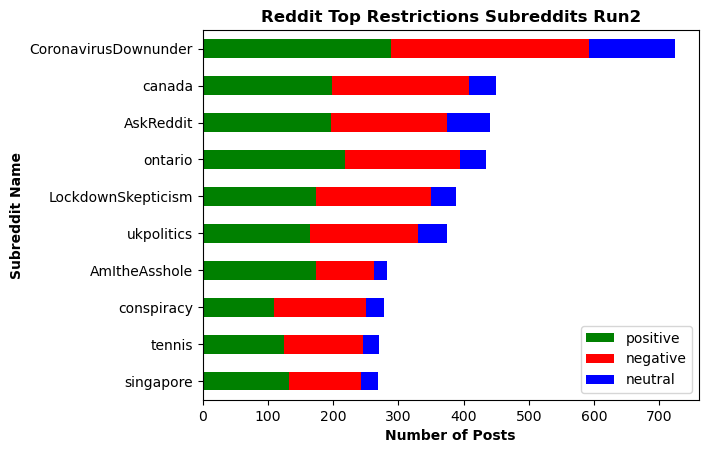 Reddit Top Restrictions Subreddits Run2
CoronavirusDownunder
canada
AskReddit
ontario
LockdownSkepticism
ukpolitics
AmItheAsshole
conspiracy
tennis
singapore
Subreddit Name
positive
negative
neutral
0 100 200 300 400 500 600 700
Number of Posts